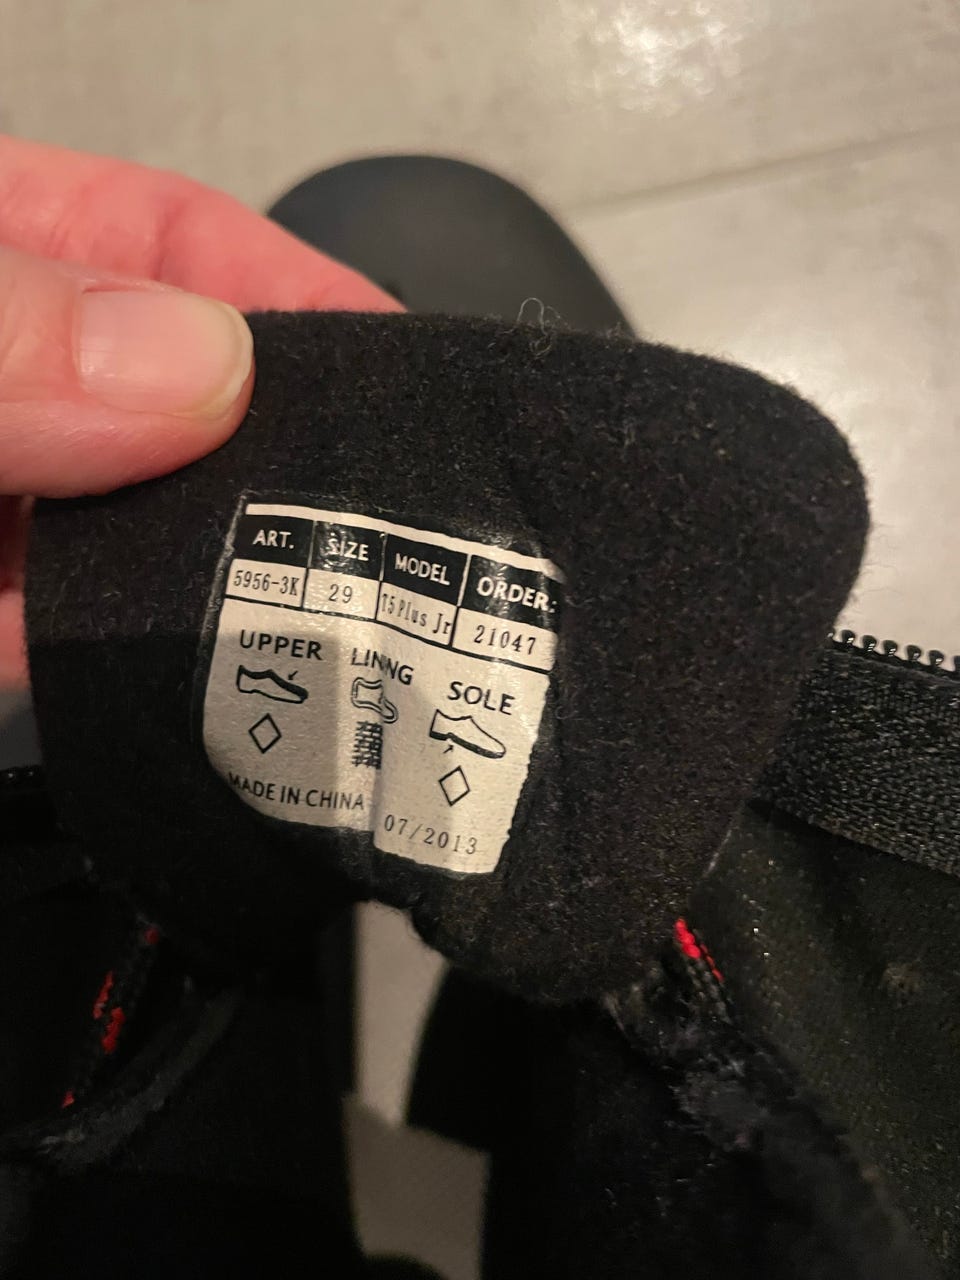 ART. SIZE MODEL ORDER:
5956-3K 29 T5 Plus Jr 21047
UPPER LINING SOLE
MADE IN CHINA
07/2013